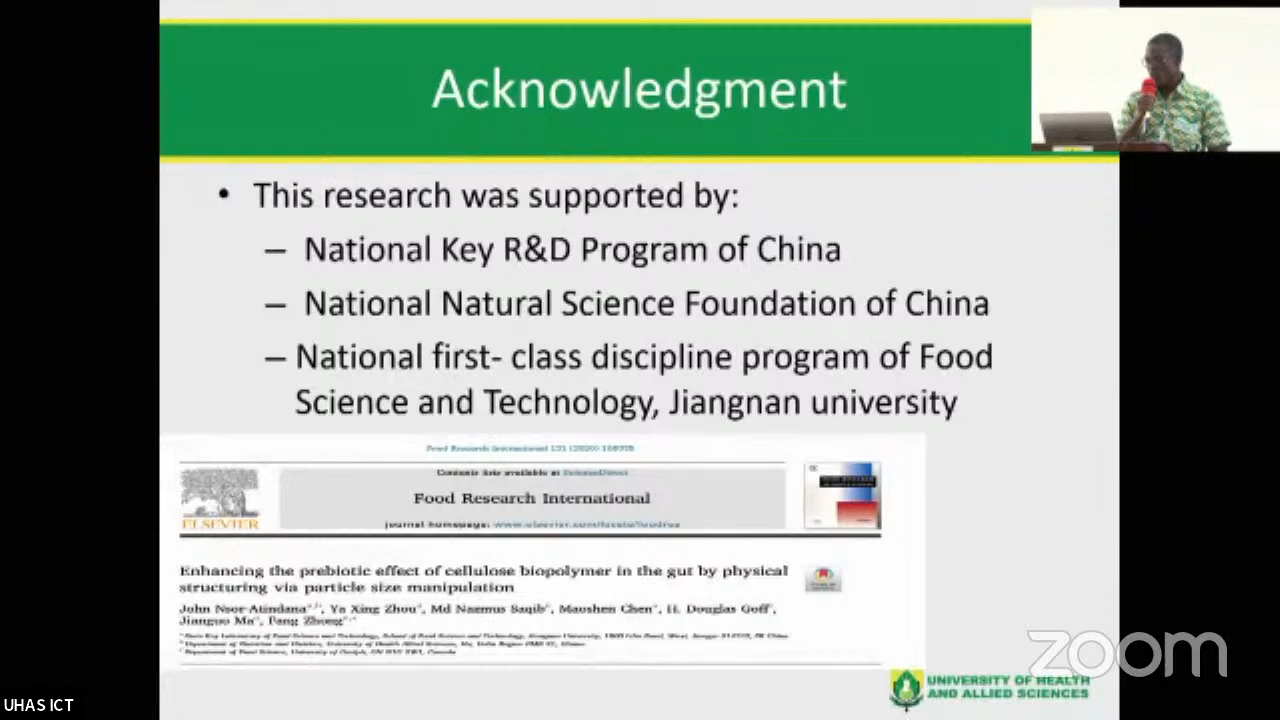 Acknowledgment
• This research was supported by:
– National Key R&D Program of China
– National Natural Science Foundation of China
– National first- class discipline program of Food
Science and Technology, Jiangnan university
Food Research International 131 (2020)
Contents lists available at ScienceDirect
Food Research International
journal homepage: www.elsevier.com/locate/foodres
ELSEVIER
Enhancing the prebiotic effect of cellulose biopolymer in the gut by physical
structuring via particle size manipulation
John Nsor-Atindana, Ya Xing Zhou, Md Nazmus Saqib, Maoshen Chen, H. Douglas Goff,
Jianguo Ma, Fang Zhong
zoom
UNIVERSITY OF HEALTH
AND ALLIED SCIENCES
UHAS ICT